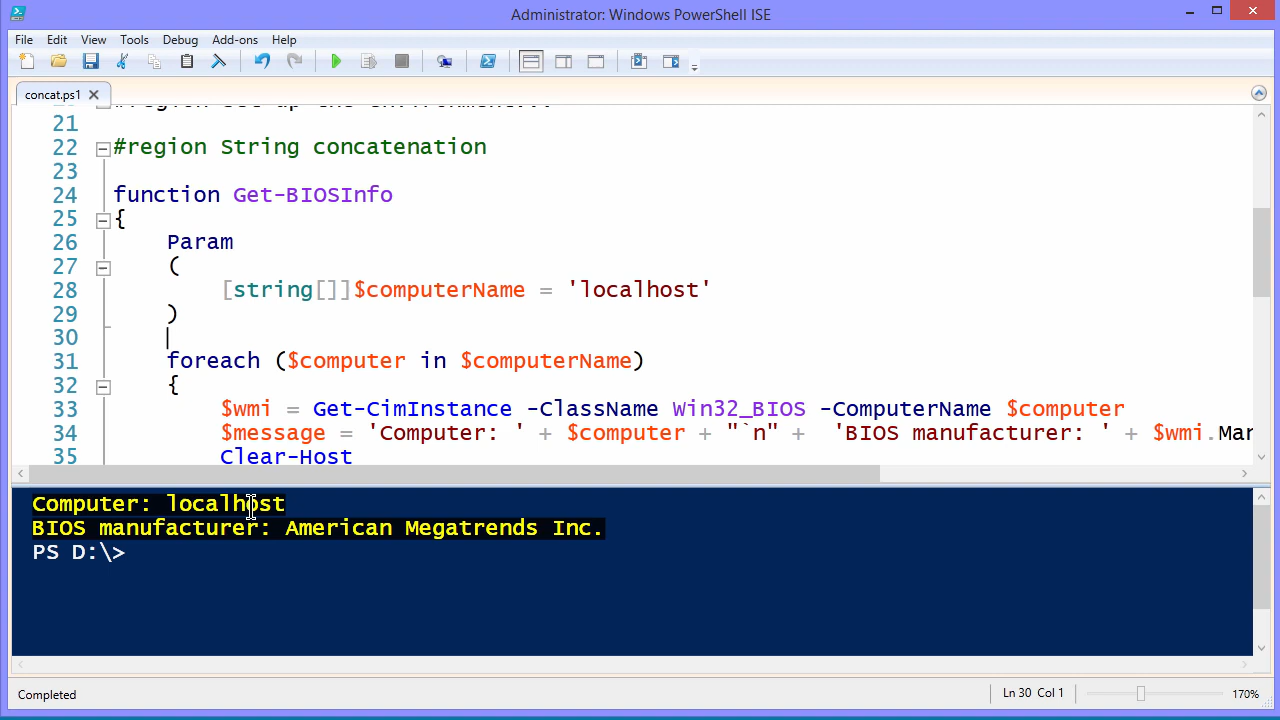 Administrator: Windows PowerShell ISE
File Edit View Tools Debug Add-ons Help
concat.ps1
21
22 #region String concatenation
23
24 function Get-BIOSInfo
25 {
26 Param
27 (
28 [string[]]$computerName = 'localhost'
29 )
30
31 foreach ($computer in $computerName)
32 {
33 $wmi = Get-CimInstance -ClassName Win32_BIOS -ComputerName $computer
34 $message = 'Computer: ' + $computer + "`n" +  'BIOS manufacturer: ' + $wmi.Man
35 Clear-Host
Computer: localhost
BIOS manufacturer: American Megatrends Inc.
PS D:\>
Completed Ln 30 Col 1 170%